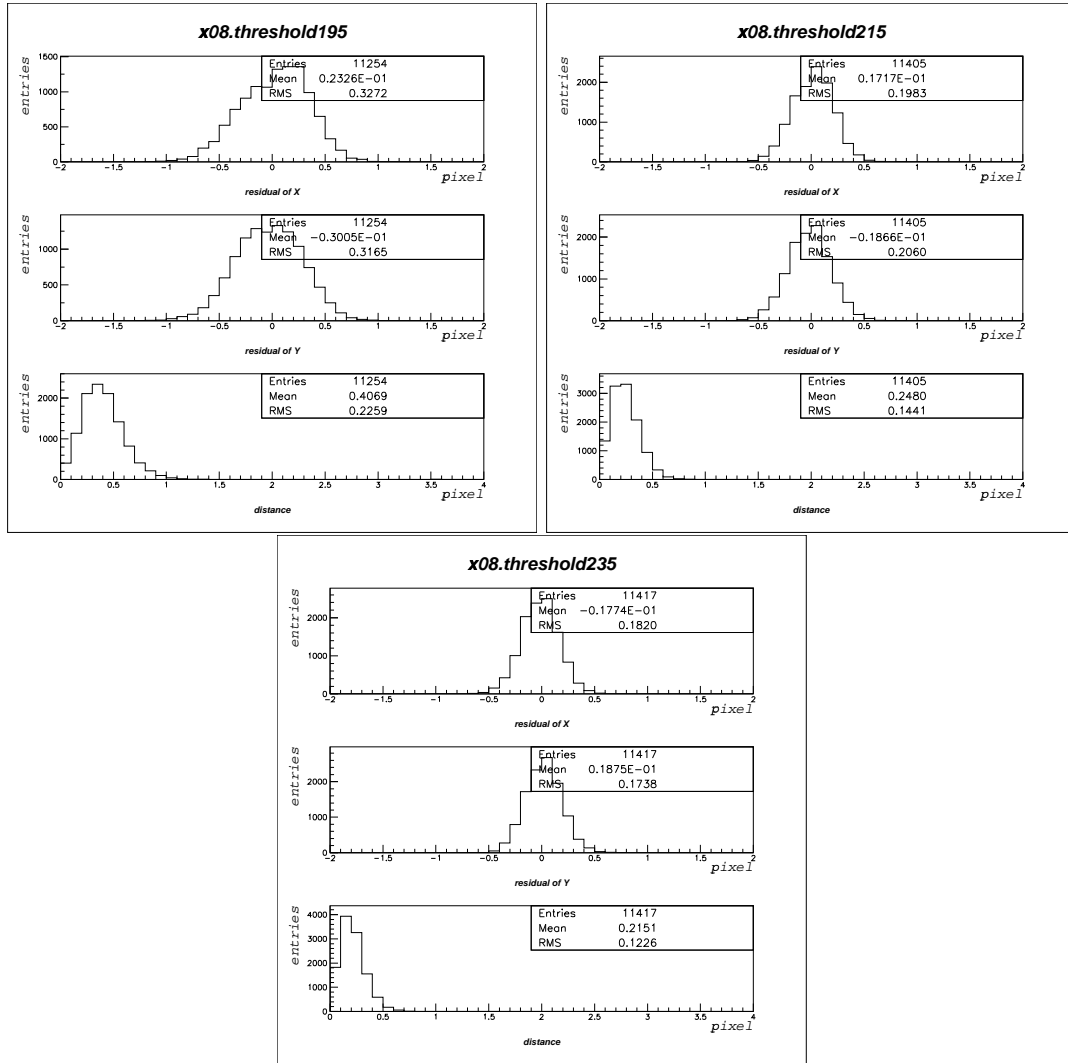 x08.threshold195
entries
1500
1000
500
0
Entries 11254
Mean 0.2326E-01
RMS 0.3272
-2 -1.5 -1 -0.5 0 0.5 1 1.5 2
pixel
residual of X
entries
1000
750
500
250
0
Entries 11254
Mean -0.3005E-01
RMS 0.3165
-2 -1.5 -1 -0.5 0 0.5 1 1.5 2
pixel
residual of Y
entries
2000
1000
0
Entries 11254
Mean 0.4069
RMS 0.2259
0 0.5 1 1.5 2 2.5 3 3.5 4
pixel
distance
x08.threshold215
entries
2000
1000
0
Entries 11405
Mean 0.1717E-01
RMS 0.1983
-2 -1.5 -1 -0.5 0 0.5 1 1.5 2
pixel
residual of X
entries
2000
1000
0
Entries 11405
Mean -0.1866E-01
RMS 0.2060
-2 -1.5 -1 -0.5 0 0.5 1 1.5 2
pixel
residual of Y
entries
3000
2000
1000
0
Entries 11405
Mean 0.2480
RMS 0.1441
0 0.5 1 1.5 2 2.5 3 3.5 4
pixel
distance
x08.threshold235
entries
2000
1000
0
Entries 11417
Mean -0.1774E-01
RMS 0.1820
-2 -1.5 -1 -0.5 0 0.5 1 1.5 2
pixel
residual of X
entries
2000
1000
0
Entries 11417
Mean 0.1875E-01
RMS 0.1738
-2 -1.5 -1 -0.5 0 0.5 1 1.5 2
pixel
residual of Y
entries
4000
3000
2000
1000
0
Entries 11417
Mean 0.2151
RMS 0.1226
0 0.5 1 1.5 2 2.5 3 3.5 4
pixel
distance